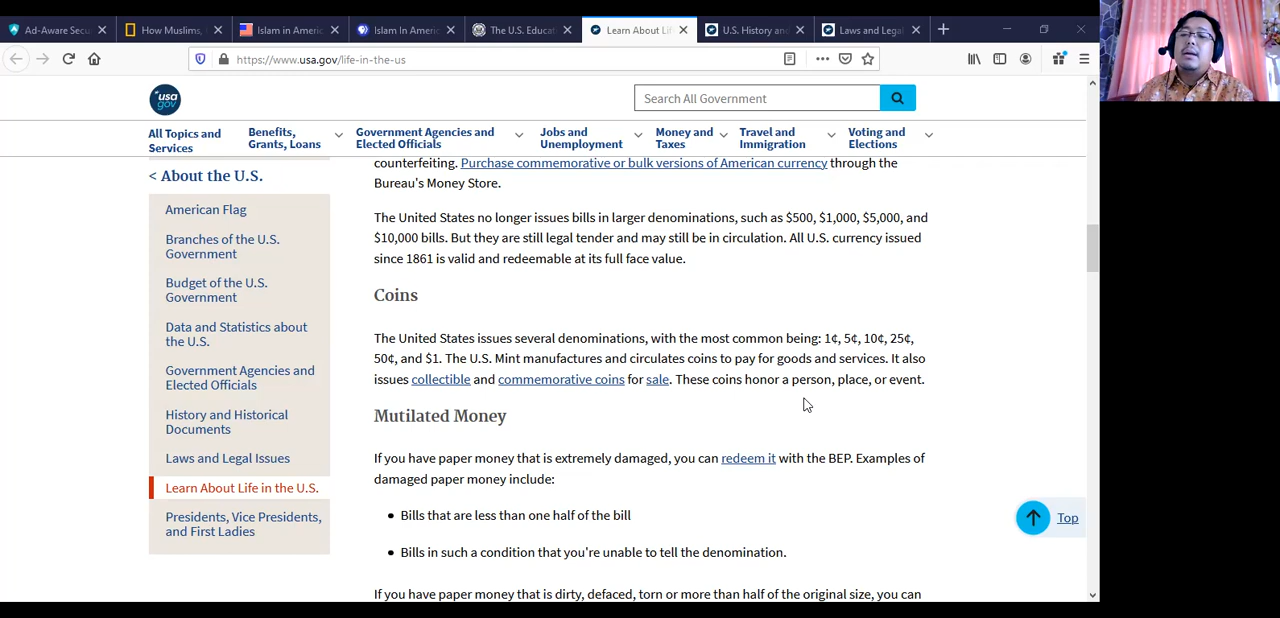 Ad-Aware Secu
How Muslims,
Islam in Americ
Islam In Americ
The U.S. Educat
Learn About Lif
U.S. History and
Laws and Legal
https://www.usa.gov/life-in-the-us
usa
gov
Search All Government
All Topics and
Services
Benefits,
Grants, Loans
Government Agencies and
Elected Officials
Jobs and
Unemployment
Money and
Taxes
Travel and
Immigration
Voting and
Elections
< About the U.S.
American Flag
Branches of the U.S.
Government
Budget of the U.S.
Government
Data and Statistics about
the U.S.
Government Agencies and
Elected Officials
History and Historical
Documents
Laws and Legal Issues
Learn About Life in the U.S.
Presidents, Vice Presidents,
and First Ladies
counterfeiting. Purchase commemorative or bulk versions of American currency through the
Bureau's Money Store.
The United States no longer issues bills in larger denominations, such as $500, $1,000, $5,000, and
$10,000 bills. But they are still legal tender and may still be in circulation. All U.S. currency issued
since 1861 is valid and redeemable at its full face value.
Coins
The United States issues several denominations, with the most common being: 1¢, 5¢, 10¢, 25¢,
50¢, and $1. The U.S. Mint manufactures and circulates coins to pay for goods and services. It also
issues collectible and commemorative coins for sale. These coins honor a person, place, or event.
Mutilated Money
If you have paper money that is extremely damaged, you can redeem it with the BEP. Examples of
damaged paper money include:
• Bills that are less than one half of the bill
• Bills in such a condition that you're unable to tell the denomination.
If you have paper money that is dirty, defaced, torn or more than half of the original size, you can
Top